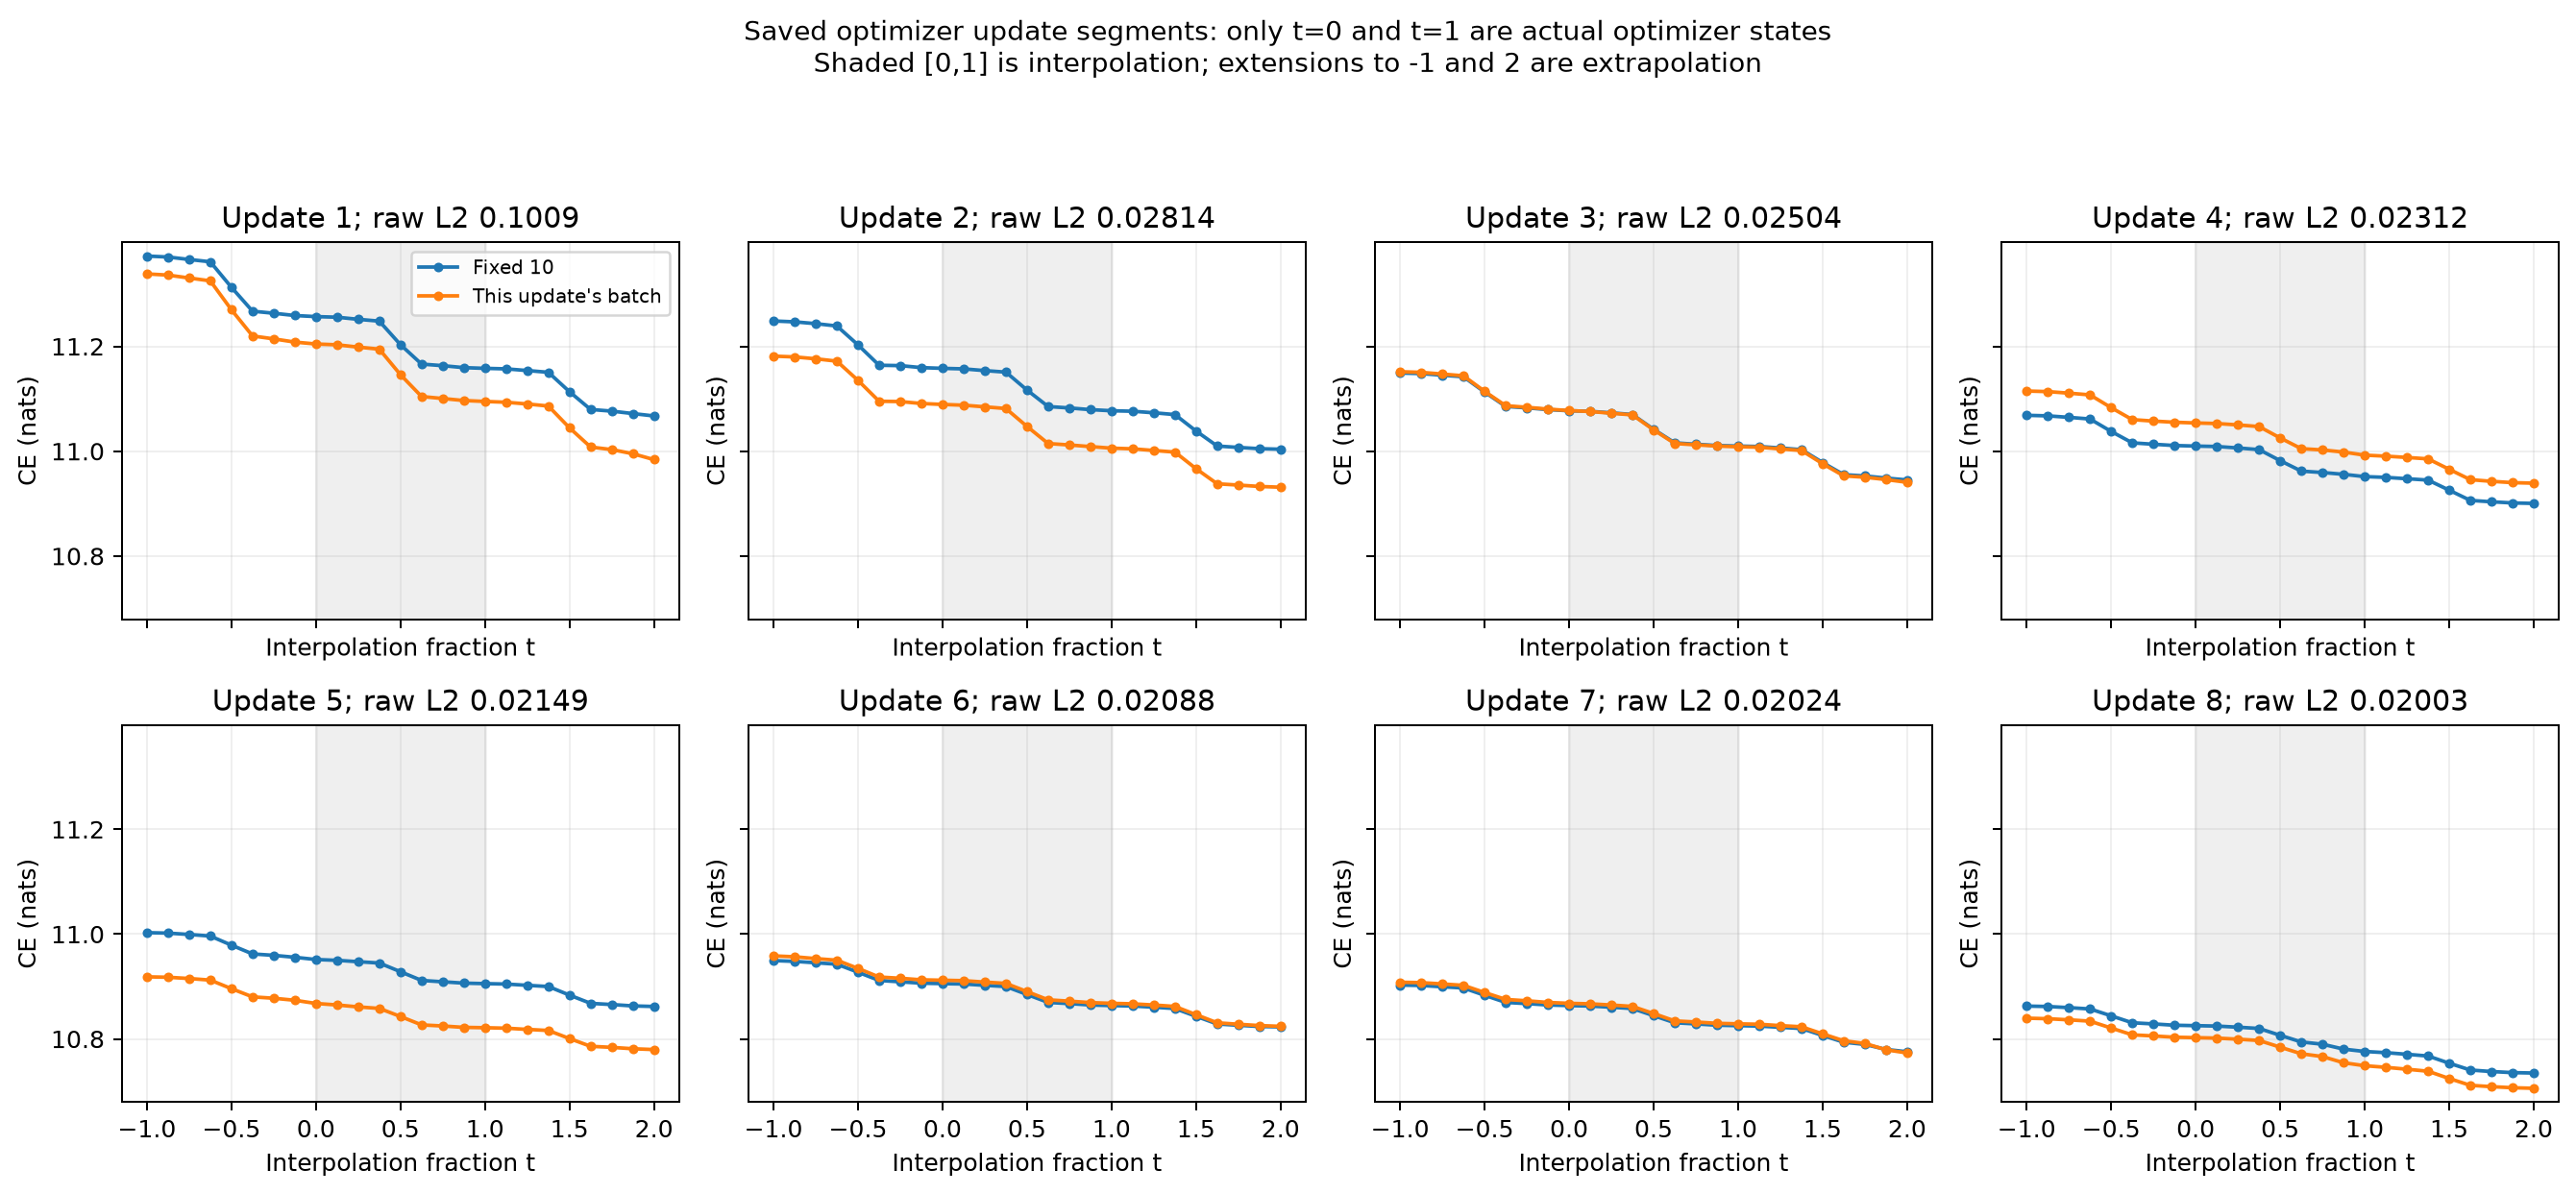 Saved optimizer update segments: only t=0 and t=1 are actual optimizer states
Shaded [0,1] is interpolation; extensions to -1 and 2 are extrapolation
Update 1; raw L2 0.1009
Update 2; raw L2 0.02814
Update 3; raw L2 0.02504
Update 4; raw L2 0.02312
Fixed 10
This update's batch
11.2
11.0
10.8
CE (nats)
CE (nats)
CE (nats)
CE (nats)
Interpolation fraction t
Interpolation fraction t
Interpolation fraction t
Interpolation fraction t
Update 5; raw L2 0.02149
Update 6; raw L2 0.02088
Update 7; raw L2 0.02024
Update 8; raw L2 0.02003
11.2
11.0
10.8
CE (nats)
CE (nats)
CE (nats)
CE (nats)
−1.0 −0.5 0.0 0.5 1.0 1.5 2.0
−1.0 −0.5 0.0 0.5 1.0 1.5 2.0
−1.0 −0.5 0.0 0.5 1.0 1.5 2.0
−1.0 −0.5 0.0 0.5 1.0 1.5 2.0
Interpolation fraction t
Interpolation fraction t
Interpolation fraction t
Interpolation fraction t